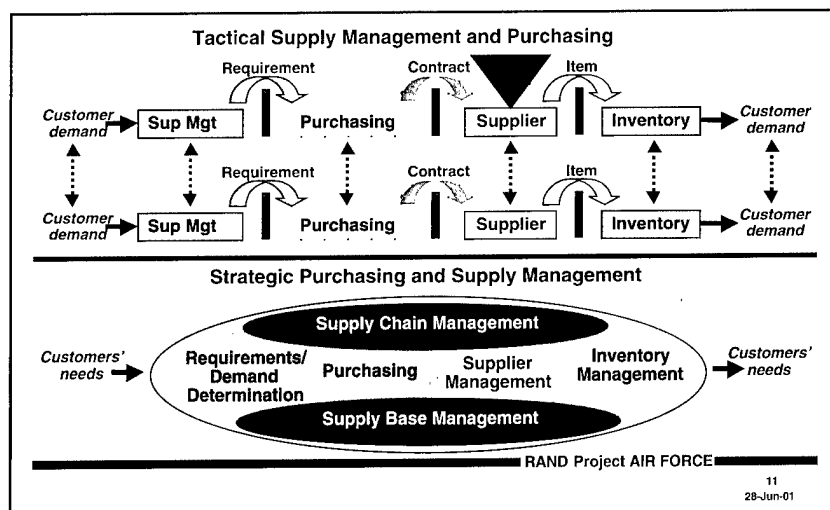 Tactical Supply Management and Purchasing
Requirement Contract Item
Customer demand Sup Mgt Purchasing Supplier Inventory Customer demand
Requirement Contract Item
Customer demand Sup Mgt Purchasing Supplier Inventory Customer demand
Strategic Purchasing and Supply Management
Supply Chain Management
Customers' needs
Requirements/
Demand
Determination
Purchasing
Supplier
Management
Inventory
Management
Customers'
needs
Supply Base Management
RAND Project AIR FORCE
11
28-Jun-01